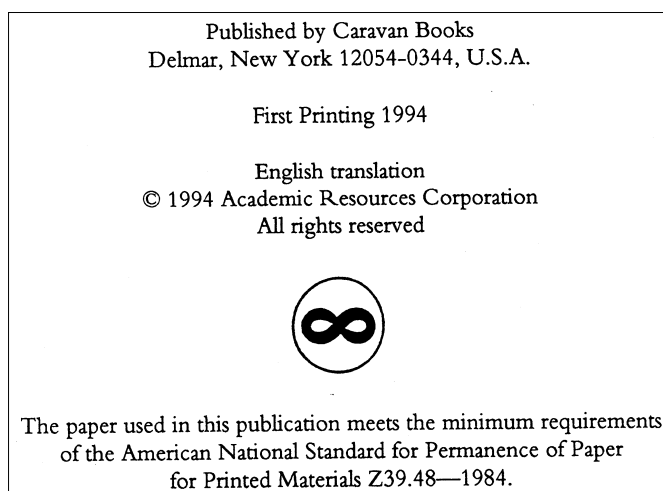 Published by Caravan Books
Delmar, New York 12054-0344, U.S.A.
First Printing 1994
English translation
© 1994 Academic Resources Corporation
All rights reserved
The paper used in this publication meets the minimum requirements
of the American National Standard for Permanence of Paper
for Printed Materials Z39.48—1984.